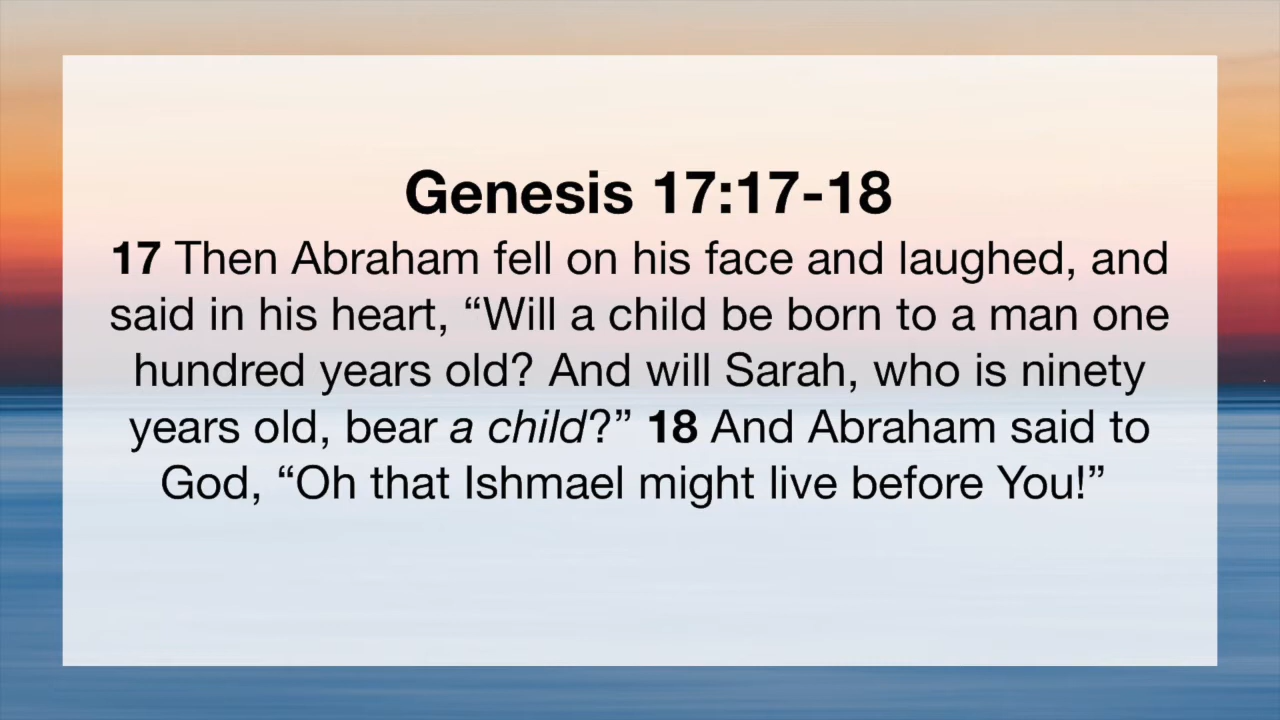 Genesis 17:17-18
17 Then Abraham fell on his face and laughed, and
said in his heart, “Will a child be born to a man one
hundred years old? And will Sarah, who is ninety
years old, bear a child?” 18 And Abraham said to
God, “Oh that Ishmael might live before You!”